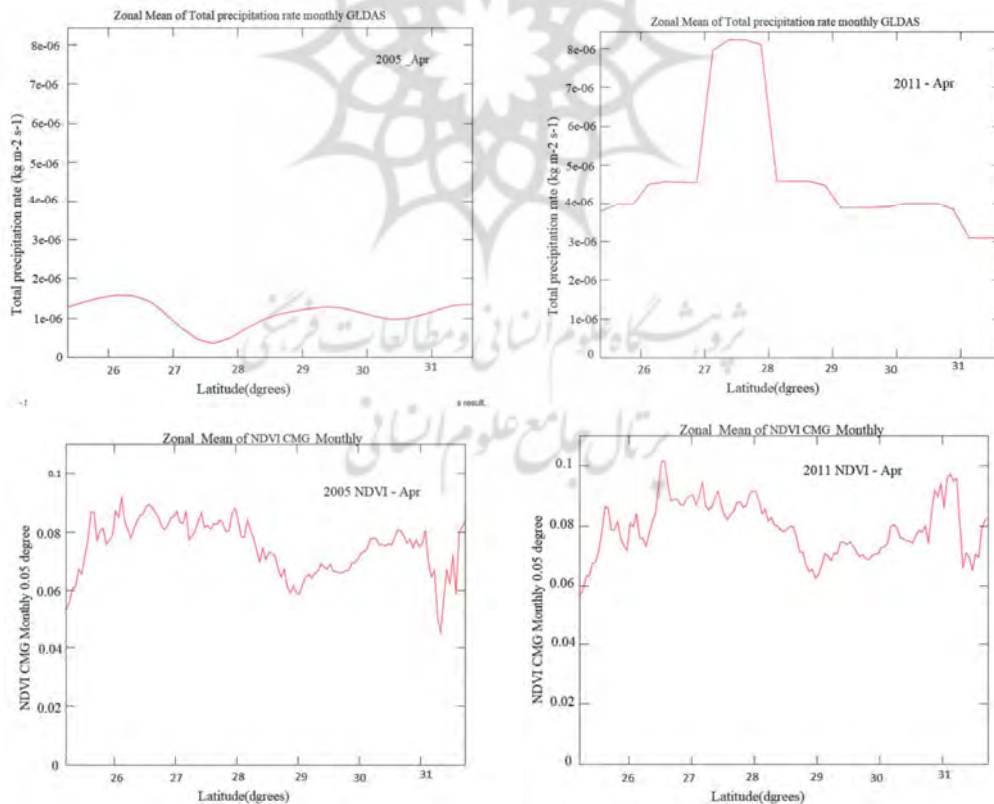 Zonal Mean of Total precipitation rate monthly GLDAS
2005 _Apr
Total precipitation rate (kg m-2 s-1)
8e-06
7e-06
6e-06
5e-06
4e-06
3e-06
2e-06
1e-06
0
26 27 28 29 30 31
Latitude(dgrees)
Zonal Mean of Total precipitation rate monthly GLDAS
2011 - Apr
Total precipitation rate (kg m-2 s-1)
8e-06
7e-06
6e-06
5e-06
4e-06
3e-06
2e-06
1e-06
0
26 27 28 29 30 31
Latitude(dgrees)
s result.
پژوهشگاه علوم انسانی و مطالعات فرهنگی
پرتال جامع علوم انسانی
Zonal Mean of NDVI CMG Monthly
2005 NDVI - Apr
NDVI CMG Monthly 0.05 degree
0.1
0.08
0.06
0.04
0.02
0
26 27 28 29 30 31
Latitude(dgrees)
Zonal Mean of NDVI CMG Monthly
2011 NDVI - Apr
NDVI CMG Monthly 0.05 degree
0.1
0.08
0.06
0.04
0.02
0
26 27 28 29 30 31
Latitude(dgrees)